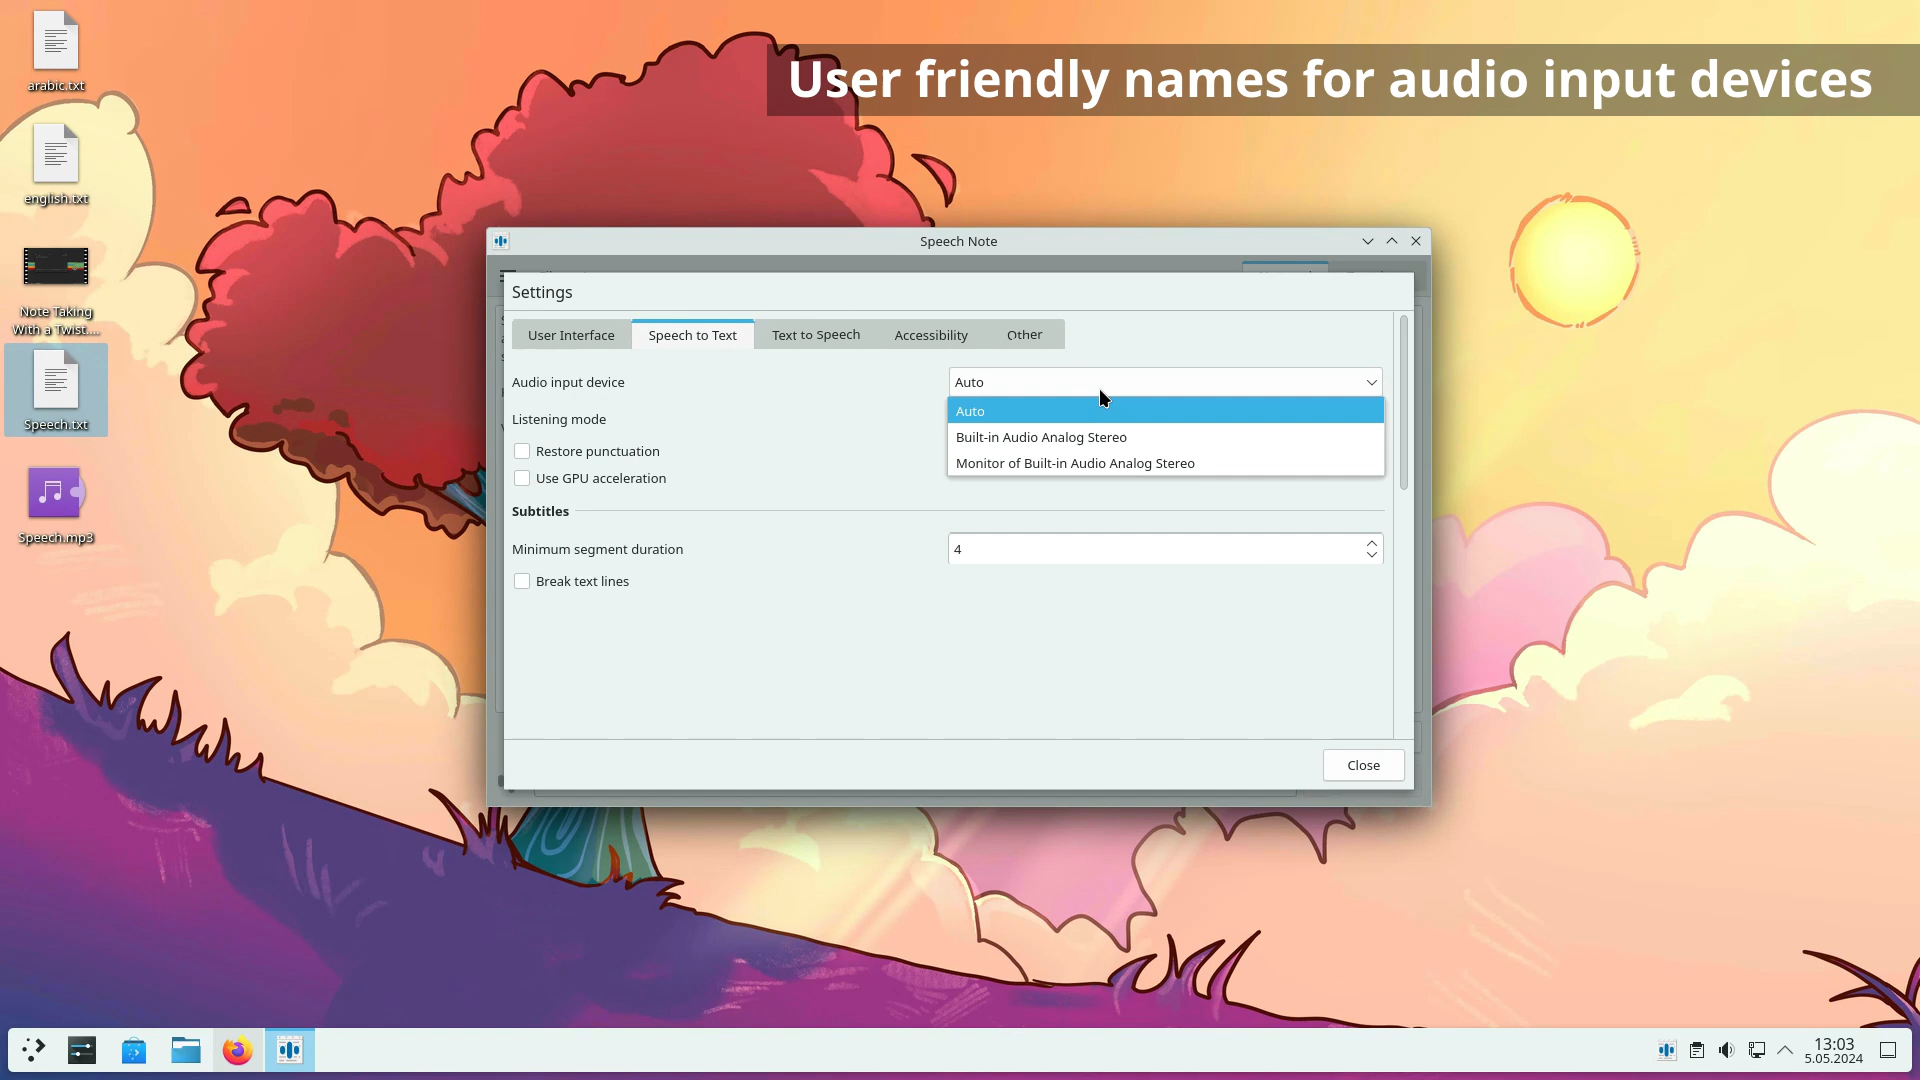 User friendly names for audio input devices
arabic.txt
english.txt
Note Taking
With a Twist....
Speech.txt
Speech.mp3
Speech Note
Settings
User Interface
Speech to Text
Text to Speech
Accessibility
Other
Audio input device
Auto
Auto
Built-in Audio Analog Stereo
Monitor of Built-in Audio Analog Stereo
Listening mode
Restore punctuation
Use GPU acceleration
Subtitles
Minimum segment duration
4
Break text lines
Close
13:03
5.05.2024